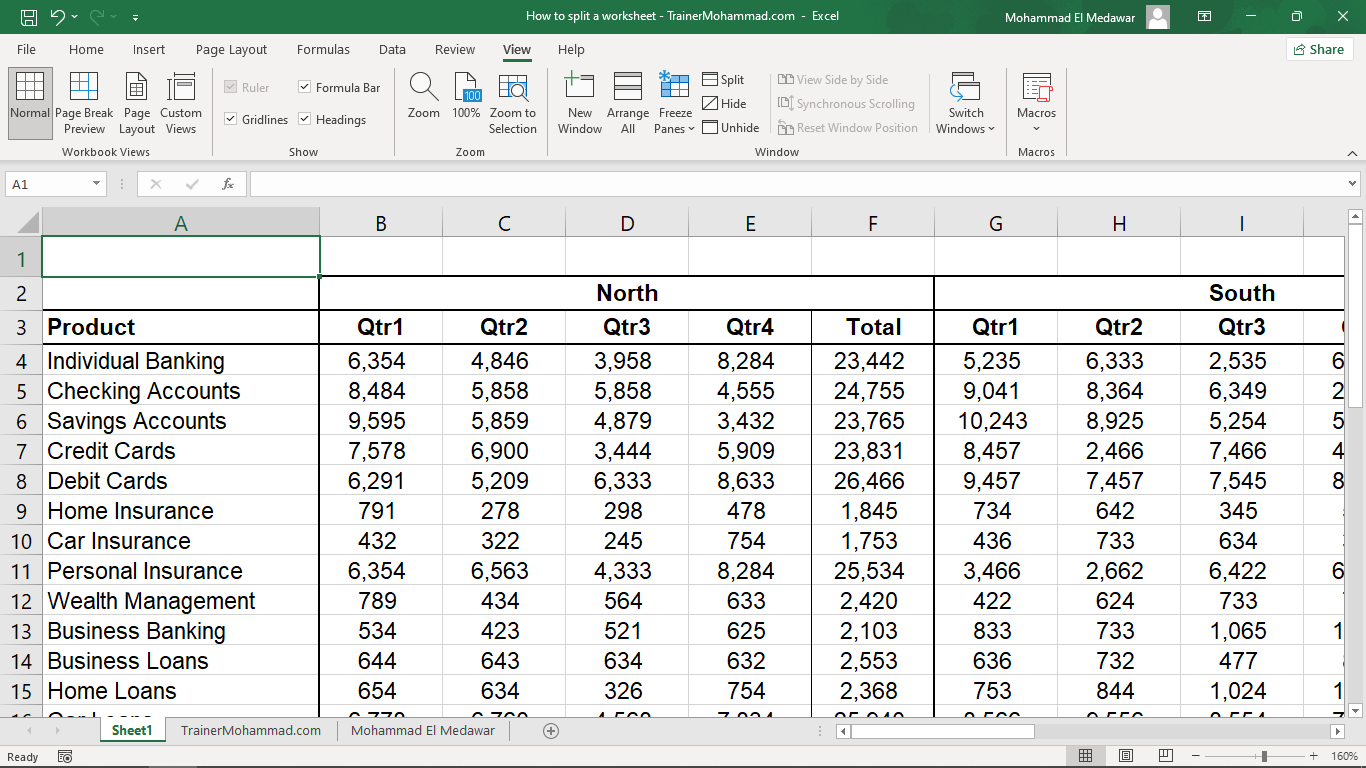 How to split a worksheet - TrainerMohammad.com - Excel
Mohammad El Medawar
File Home Insert Page Layout Formulas Data Review View Help
Share
Normal
Page Break Preview
Page Layout
Custom Views
Workbook Views
Ruler
Formula Bar
Gridlines
Headings
Show
Zoom
100
100%
Zoom to Selection
Zoom
New Window
Arrange All
Freeze Panes
Split
Hide
Unhide
View Side by Side
Synchronous Scrolling
Reset Window Position
Switch Windows
Window
Macros
Macros
A1
fx
A B C D E F G H I
1
2 North South
3 Product Qtr1 Qtr2 Qtr3 Qtr4 Total Qtr1 Qtr2 Qtr3
4 Individual Banking 6,354 4,846 3,958 8,284 23,442 5,235 6,333 2,535 6
5 Checking Accounts 8,484 5,858 5,858 4,555 24,755 9,041 8,364 6,349 2
6 Savings Accounts 9,595 5,859 4,879 3,432 23,765 10,243 8,925 5,254 5
7 Credit Cards 7,578 6,900 3,444 5,909 23,831 8,457 2,466 7,466 4
8 Debit Cards 6,291 5,209 6,333 8,633 26,466 9,457 7,457 7,545 8
9 Home Insurance 791 278 298 478 1,845 734 642 345
10 Car Insurance 432 322 245 754 1,753 436 733 634
11 Personal Insurance 6,354 6,563 4,333 8,284 25,534 3,466 2,662 6,422 6
12 Wealth Management 789 434 564 633 2,420 422 624 733
13 Business Banking 534 423 521 625 2,103 833 733 1,065 1
14 Business Loans 644 643 634 632 2,553 636 732 477
15 Home Loans 654 634 326 754 2,368 753 844 1,024 1
Sheet1 TrainerMohammad.com Mohammad El Medawar
Ready
160%